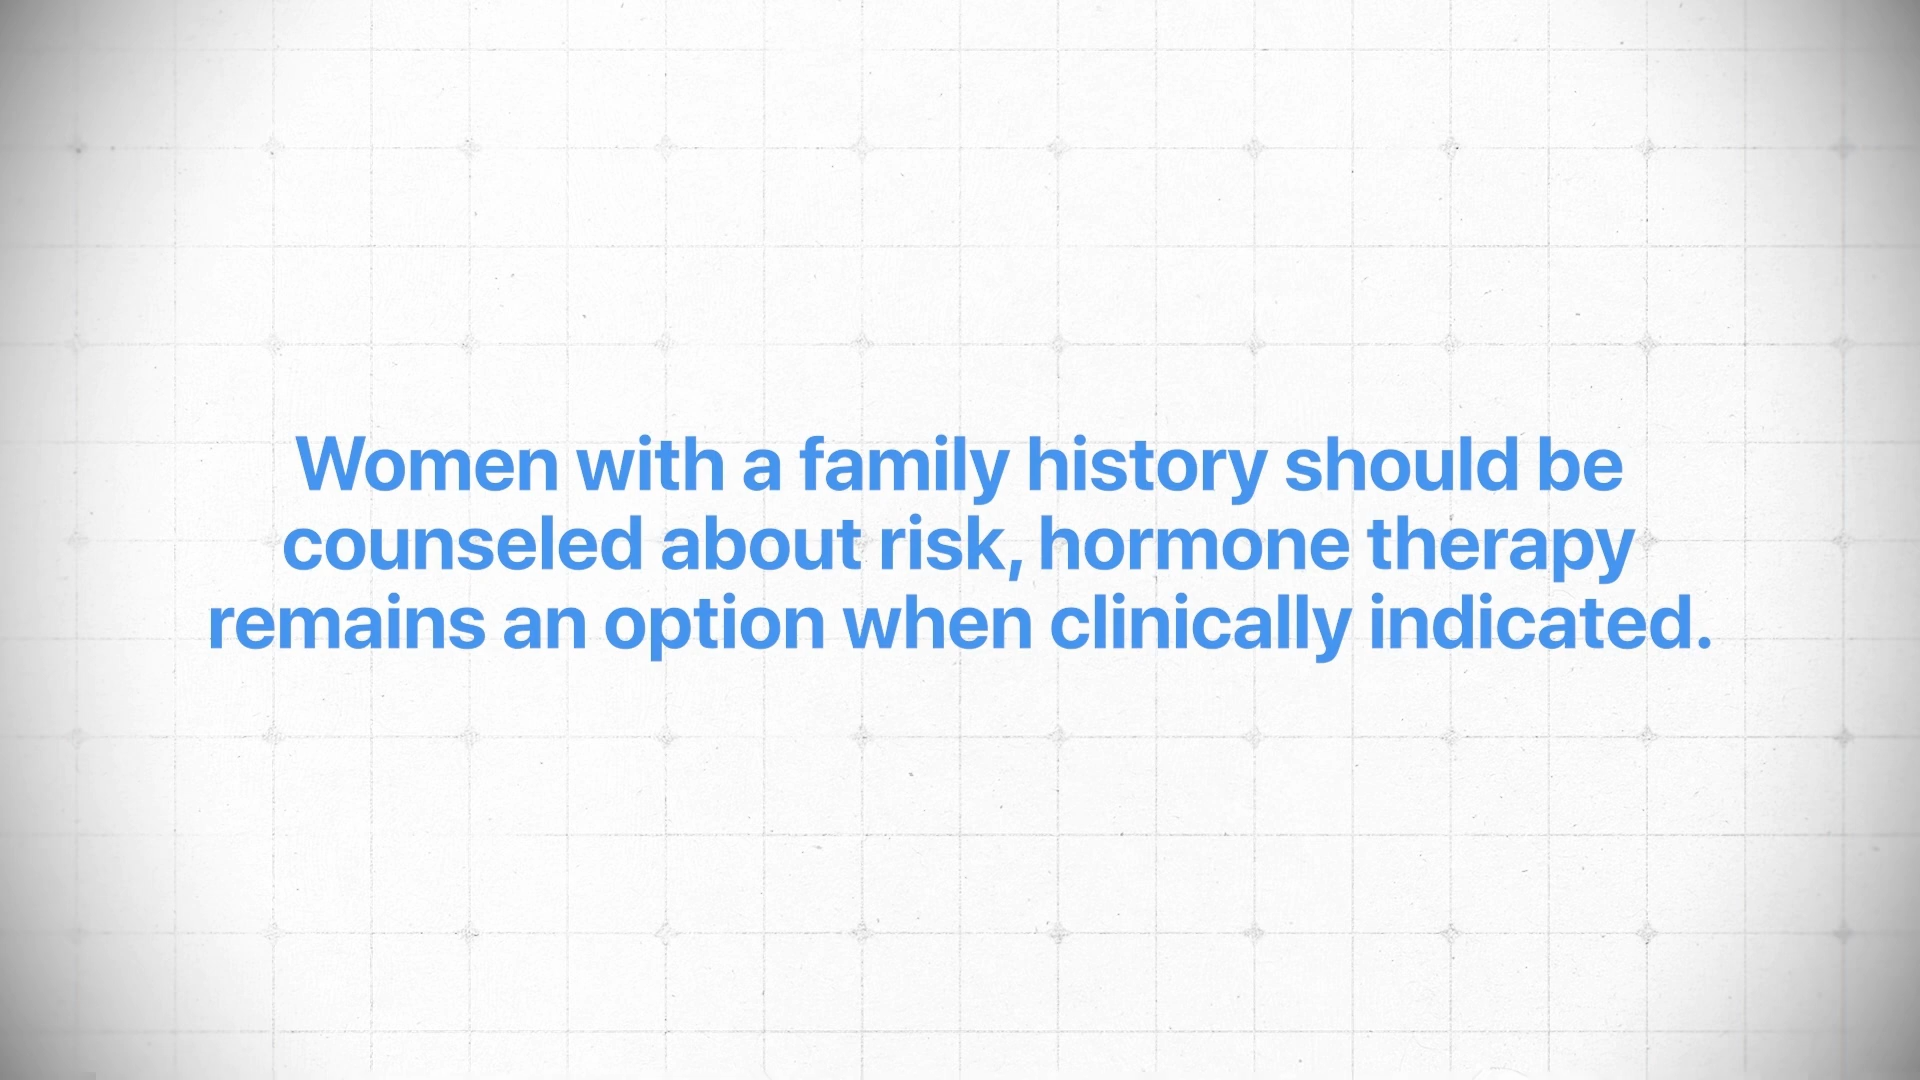 Women with a family history should be
counseled about risk, hormone therapy
remains an option when clinically indicated.